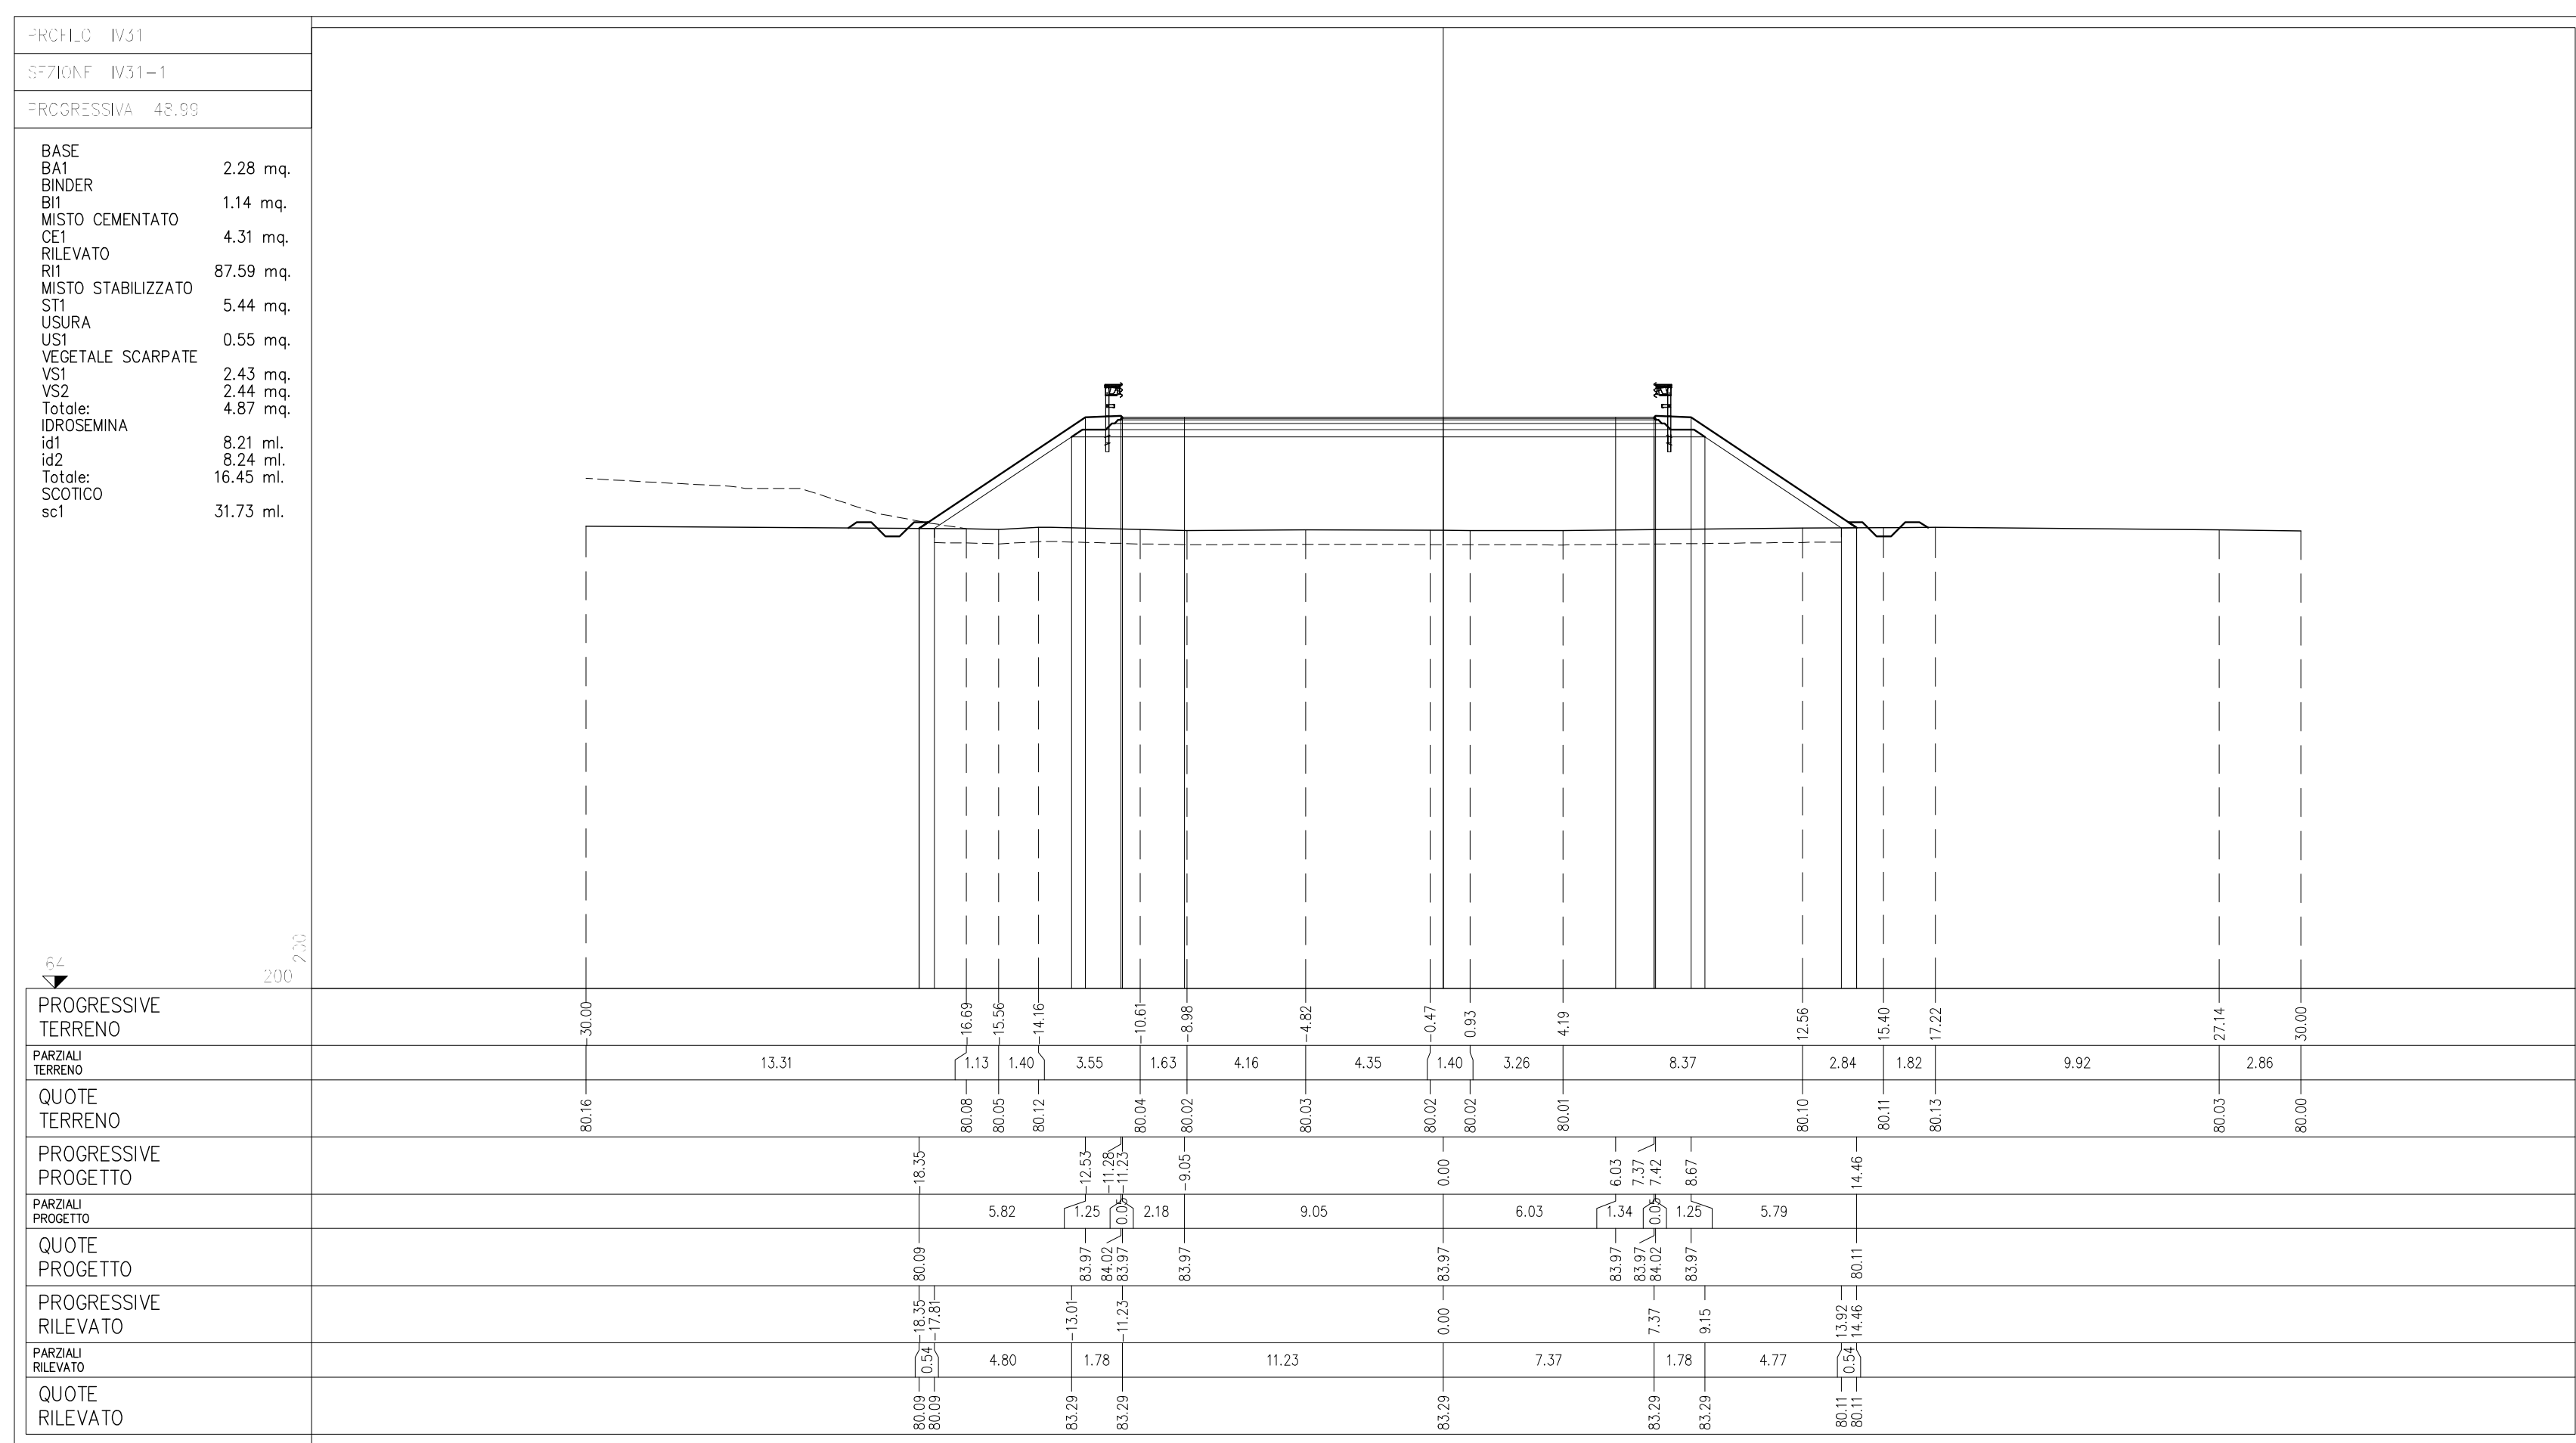 PROFILO IV31
SEZIONE IV31-1
PROGRESSIVA 48.99
BASE
BA1 2.28 mq.
BINDER
BI1 1.14 mq.
MISTO CEMENTATO
CE1 4.31 mq.
RILEVATO
RI1 87.59 mq.
MISTO STABILIZZATO
ST1 5.44 mq.
USURA
US1 0.55 mq.
VEGETALE SCARPATE
VS1 2.43 mq.
VS2 2.44 mq.
Totale: 4.87 mq.
IDROSEMINA
id1 8.21 ml.
id2 8.24 ml.
Totale: 16.45 ml.
SCOTICO
sc1 31.73 ml.
200
64
200
PROGRESSIVE
TERRENO
-30.00 -16.69 -15.56 -14.16 -10.61 -8.98 -4.82 -0.47 0.93 4.19 12.56 15.40 17.22 27.14 30.00
PARZIALI
TERRENO
13.31 1.13 1.40 3.55 1.63 4.16 4.35 1.40 3.26 8.37 2.84 1.82 9.92 2.86
QUOTE
TERRENO
80.16 80.08 80.05 80.12 80.04 80.02 80.03 80.02 80.02 80.01 80.10 80.11 80.13 80.03 80.00
PROGRESSIVE
PROGETTO
-18.35 -12.53 -11.28 -11.23 -9.05 0.00 6.03 7.37 7.42 8.67 14.46
PARZIALI
PROGETTO
5.82 1.25 0.05 2.18 9.05 6.03 1.34 0.05 1.25 5.79
QUOTE
PROGETTO
80.09 83.97 84.02 83.97 83.97 83.97 83.97 83.97 84.02 83.97 80.11
PROGRESSIVE
RILEVATO
-18.35 -17.81 -13.01 -11.23 0.00 7.37 9.15 13.92 14.46
PARZIALI
RILEVATO
0.54 4.80 1.78 11.23 7.37 1.78 4.77 0.54
QUOTE
RILEVATO
80.09 80.09 83.29 83.29 83.29 83.29 83.29 80.11 80.11